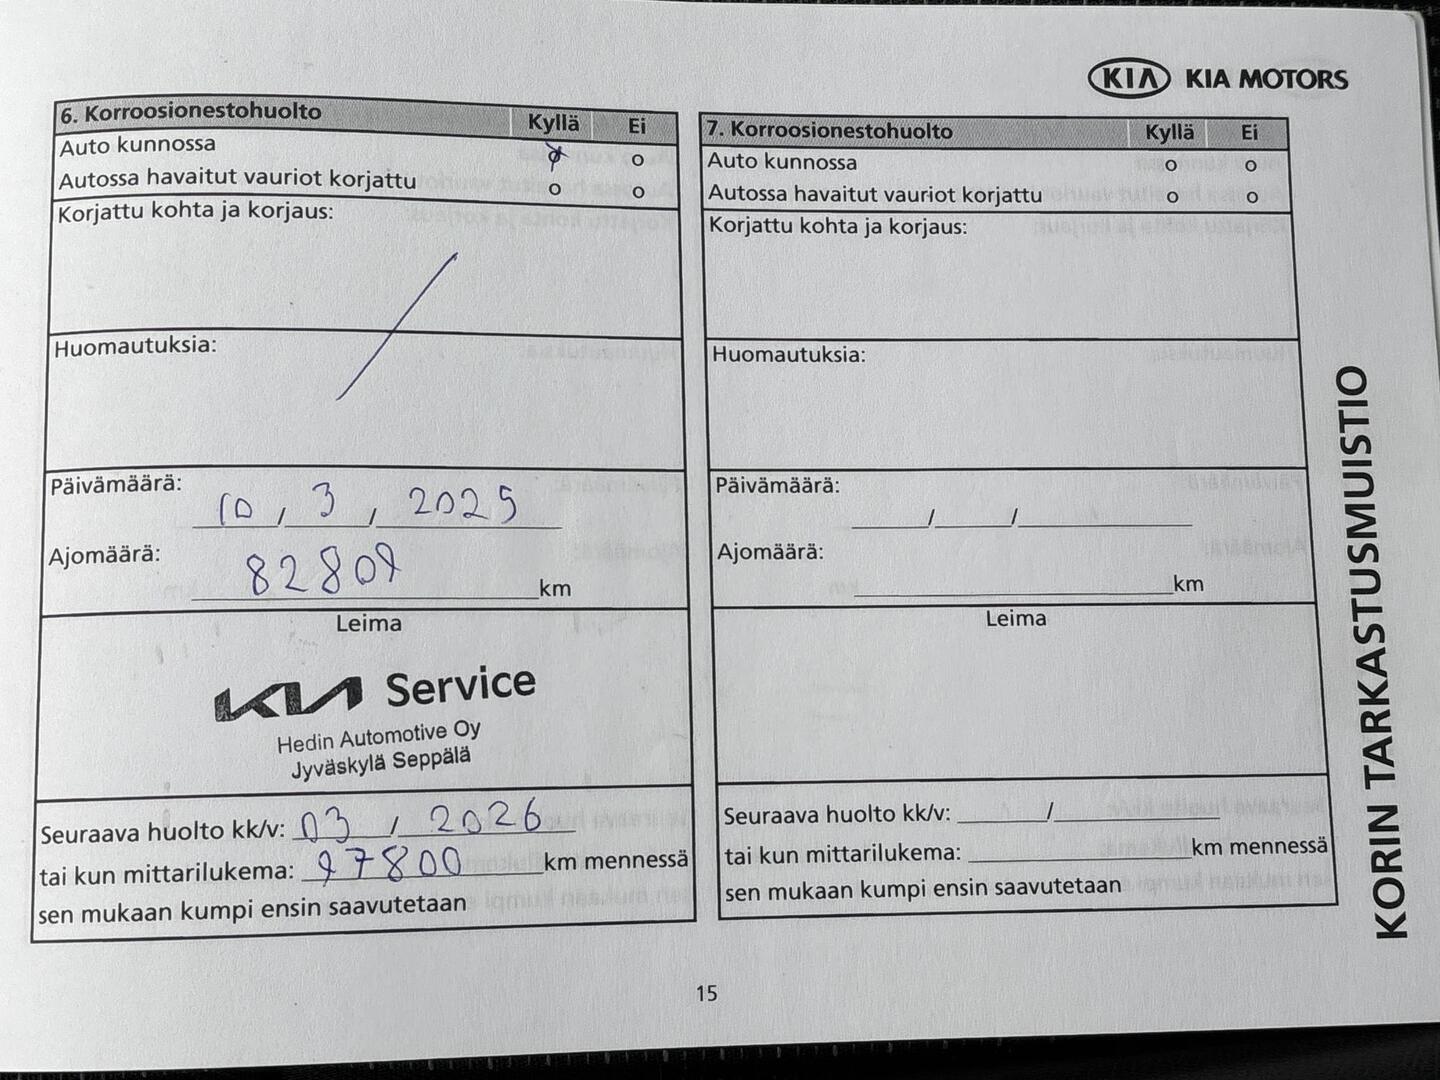 KIA KIA MOTORS
6. Korroosionestohuolto Kyllä Ei
Auto kunnossa o o
Autossa havaitut vauriot korjattu o o
Korjattu kohta ja korjaus:
Huomautuksia:
Päivämäärä: 10 / 3 / 2025
Ajomäärä: 82809 km
Leima
KIA Service
Hedin Automotive Oy
Jyväskylä Seppälä
Seuraava huolto kk/v: 03 / 2026
tai kun mittarilukema: 97800 km mennessä
sen mukaan kumpi ensin saavutetaan
7. Korroosionestohuolto Kyllä Ei
Auto kunnossa o o
Autossa havaitut vauriot korjattu o o
Korjattu kohta ja korjaus:
Huomautuksia:
Päivämäärä: / /
Ajomäärä: km
Leima
Seuraava huolto kk/v: /
tai kun mittarilukema: km mennessä
sen mukaan kumpi ensin saavutetaan
KORIN TARKASTUSMUISTIO
15